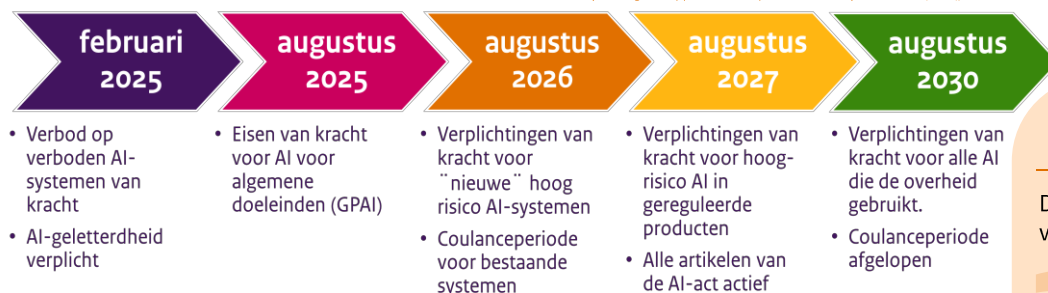 februari
2025
augustus
2025
augustus
2026
augustus
2027
augustus
2030
• Verbod op
verboden AI-
systemen van
kracht
• AI-geletterdheid
verplicht
• Eisen van kracht
voor AI voor
algemene
doeleinden (GPAI)
• Verplichtingen van
kracht voor
¨nieuwe¨ hoog
risico AI-systemen
• Coulanceperiode
voor bestaande
systemen
• Verplichtingen van
kracht voor hoog-
risico AI in
gereguleerde
producten
• Alle artikelen van
de AI-act actief
• Verplichtingen van
kracht voor alle AI
die de overheid
gebruikt.
• Coulanceperiode
afgelopen